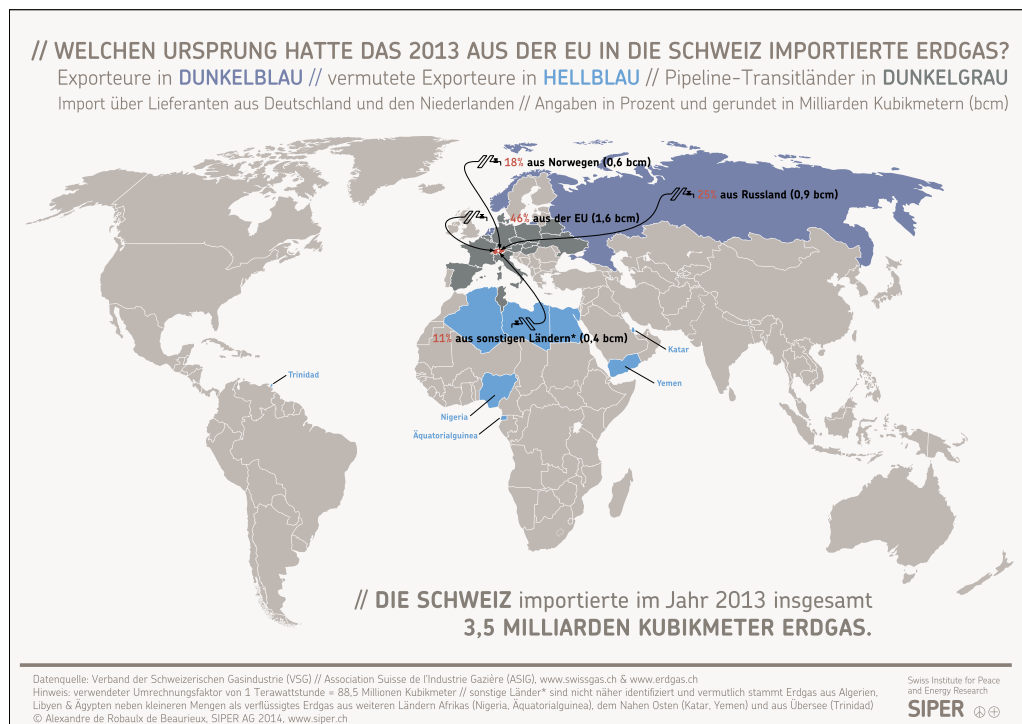 // WELCHEN URSPRUNG HATTE DAS 2013 AUS DER EU IN DIE SCHWEIZ IMPORTIERTE ERDGAS?
Exporteure in DUNKELBLAU // vermutete Exporteure in HELLBLAU // Pipeline-Transitländer in DUNKELGRAU
Import über Lieferanten aus Deutschland und den Niederlanden // Angaben in Prozent und gerundet in Milliarden Kubikmetern (bcm)
18% aus Norwegen (0,6 bcm)
25% aus Russland (0,9 bcm)
46% aus der EU (1,6 bcm)
11% aus sonstigen Ländern* (0,4 bcm)
Katar
Trinidad
Yemen
Nigeria
Äquatorialguinea
// DIE SCHWEIZ importierte im Jahr 2013 insgesamt
3,5 MILLIARDEN KUBIKMETER ERDGAS.
Datenquelle: Verband der Schweizerischen Gasindustrie (VSG) // Association Suisse de l'Industrie Gazière (ASIG), www.swissgas.ch & www.erdgas.ch
Hinweis: verwendeter Umrechnungsfaktor von 1 Terawattstunde = 88,5 Millionen Kubikmeter // sonstige Länder* sind nicht näher identifiziert und vermutlich stammt Erdgas aus Algerien,
Libyen & Ägypten neben kleineren Mengen als verflüssigtes Erdgas aus weiteren Ländern Afrikas (Nigeria, Äquatorialguinea), dem Nahen Osten (Katar, Yemen) und aus Übersee (Trinidad)
© Alexandre de Robaulx de Beaurieux, SIPER AG 2014, www.siper.ch
Swiss Institute for Peace
and Energy Research
SIPER